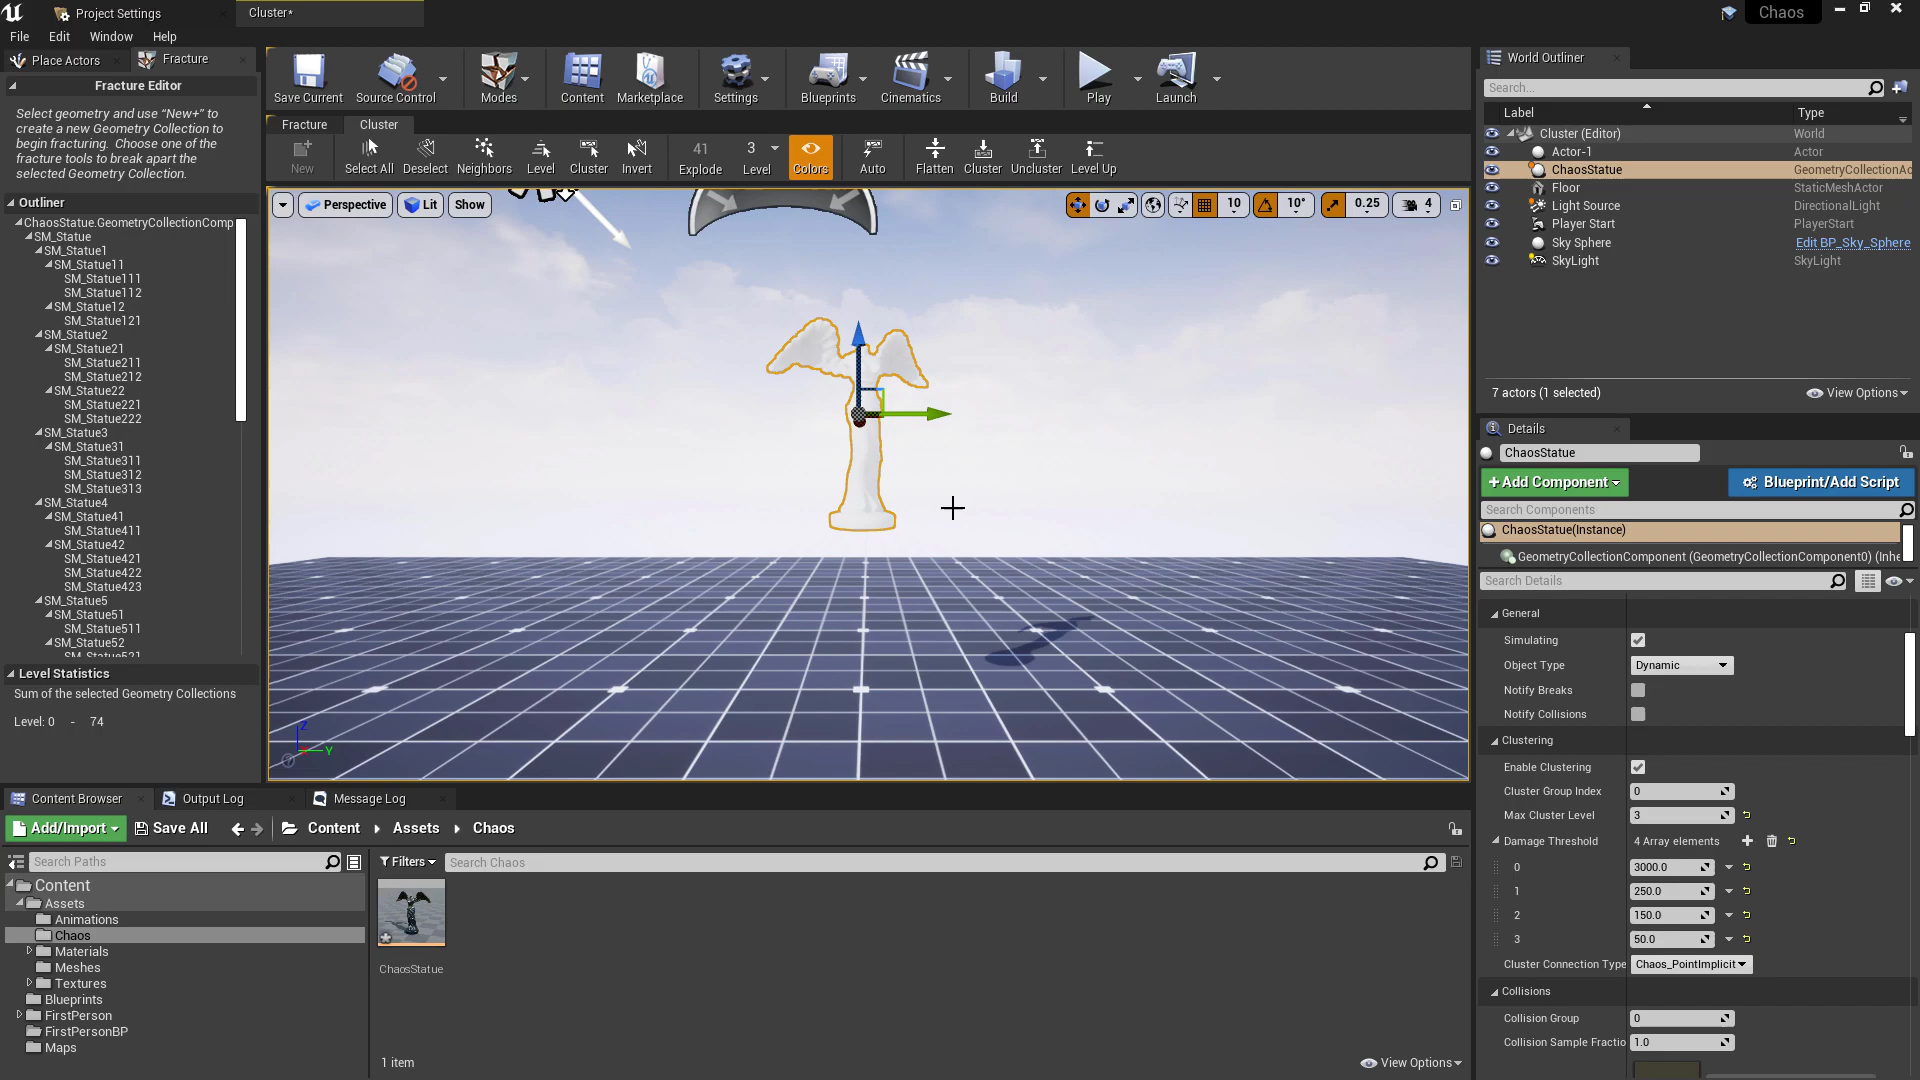 Project Settings
Cluster*
Chaos
File Edit Window Help
Place Actors
Fracture
Fracture Editor
Select geometry and use "New+" to
create a new Geometry Collection to
begin fracturing. Choose one of the
fracture tools to break apart the
selected Geometry Collection.
Outliner
ChaosStatue.GeometryCollectionComp
SM_Statue
SM_Statue1
SM_Statue11
SM_Statue111
SM_Statue112
SM_Statue12
SM_Statue121
SM_Statue2
SM_Statue21
SM_Statue211
SM_Statue212
SM_Statue22
SM_Statue221
SM_Statue222
SM_Statue3
SM_Statue31
SM_Statue311
SM_Statue312
SM_Statue313
SM_Statue4
SM_Statue41
SM_Statue411
SM_Statue42
SM_Statue421
SM_Statue422
SM_Statue423
SM_Statue5
SM_Statue51
SM_Statue511
SM_Statue52
SM_Statue521
Level Statistics
Sum of the selected Geometry Collections
Level: 0 - 74
Save Current Source Control Modes Content Marketplace Settings Blueprints Cinematics Build Play Launch
Fracture Cluster
41 3
New Select All Deselect Neighbors Level Cluster Invert Explode Level Colors Auto Flatten Cluster Uncluster Level Up
Perspective Lit Show
10 10° 0.25 4
Z
Y
World Outliner
Search...
Label Type
Cluster (Editor) World
Actor-1 Actor
ChaosStatue GeometryCollectionAc
Floor StaticMeshActor
Light Source DirectionalLight
Player Start PlayerStart
Sky Sphere Edit BP_Sky_Sphere
SkyLight SkyLight
7 actors (1 selected)
View Options
Details
ChaosStatue
+Add Component
Blueprint/Add Script
Search Components
ChaosStatue(Instance)
GeometryCollectionComponent (GeometryCollectionComponent0) (Inhe
Search Details
General
Simulating
Object Type Dynamic
Notify Breaks
Notify Collisions
Clustering
Enable Clustering
Cluster Group Index 0
Max Cluster Level 3
Damage Threshold 4 Array elements
0 3000.0
1 250.0
2 150.0
3 50.0
Cluster Connection Type Chaos_PointImplicit
Collisions
Collision Group 0
Collision Sample Fractio 1.0
Content Browser
Output Log
Message Log
Add/Import
Save All
Content Assets Chaos
Search Paths
Filters
Search Chaos
Content
Assets
Animations
Chaos
Materials
Meshes
Textures
Blueprints
FirstPerson
FirstPersonBP
Maps
ChaosStatue
1 item
View Options